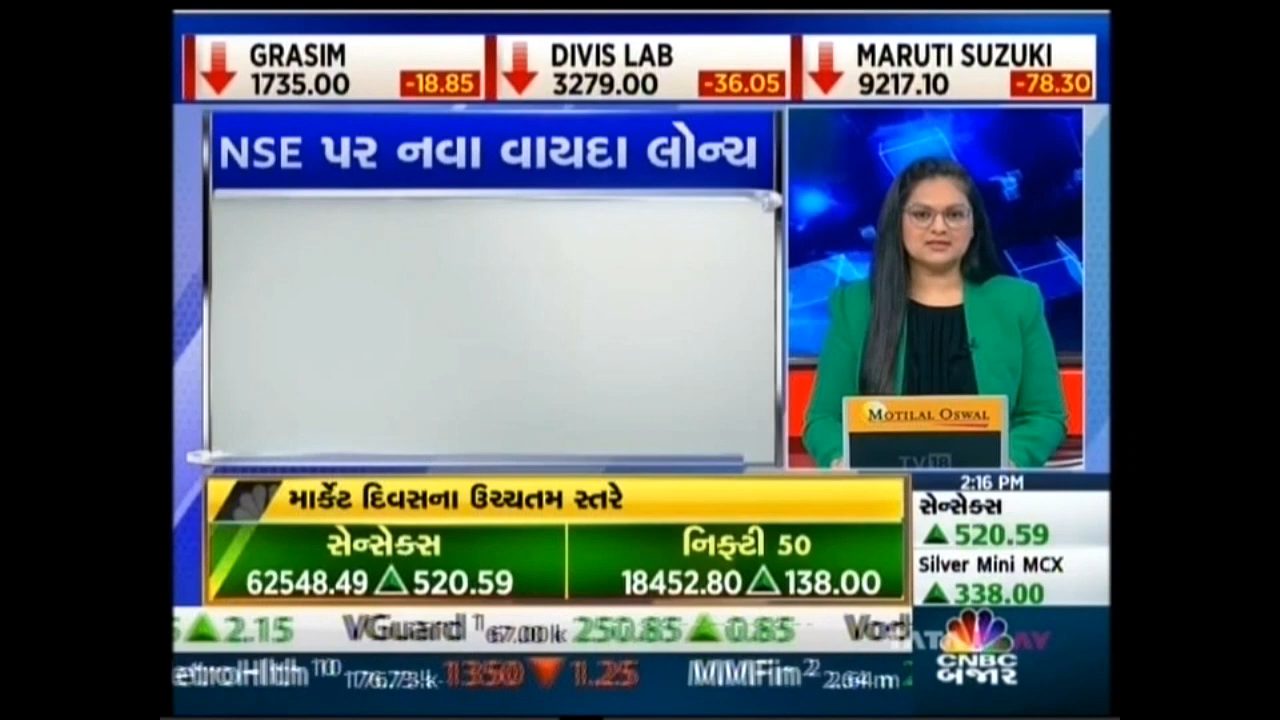 GRASIM
1735.00 -18.85
DIVIS LAB
3279.00 -36.05
MARUTI SUZUKI
9217.10 -78.30
NSE પર નવા વાયદા લોન્ચ
MOTILAL OSWAL
TV18
માર્કેટ દિવસના ઉચ્ચતમ સ્તરે
સેન્સેક્સ
62548.49 520.59
નિફ્ટી 50
18452.80 138.00
2:16 PM
સેન્સેક્સ
520.59
Silver Mini MCX
338.00
2.15 VGuard 250.85 0.85
1350 1.25 MMFin
CNBC
બજાર